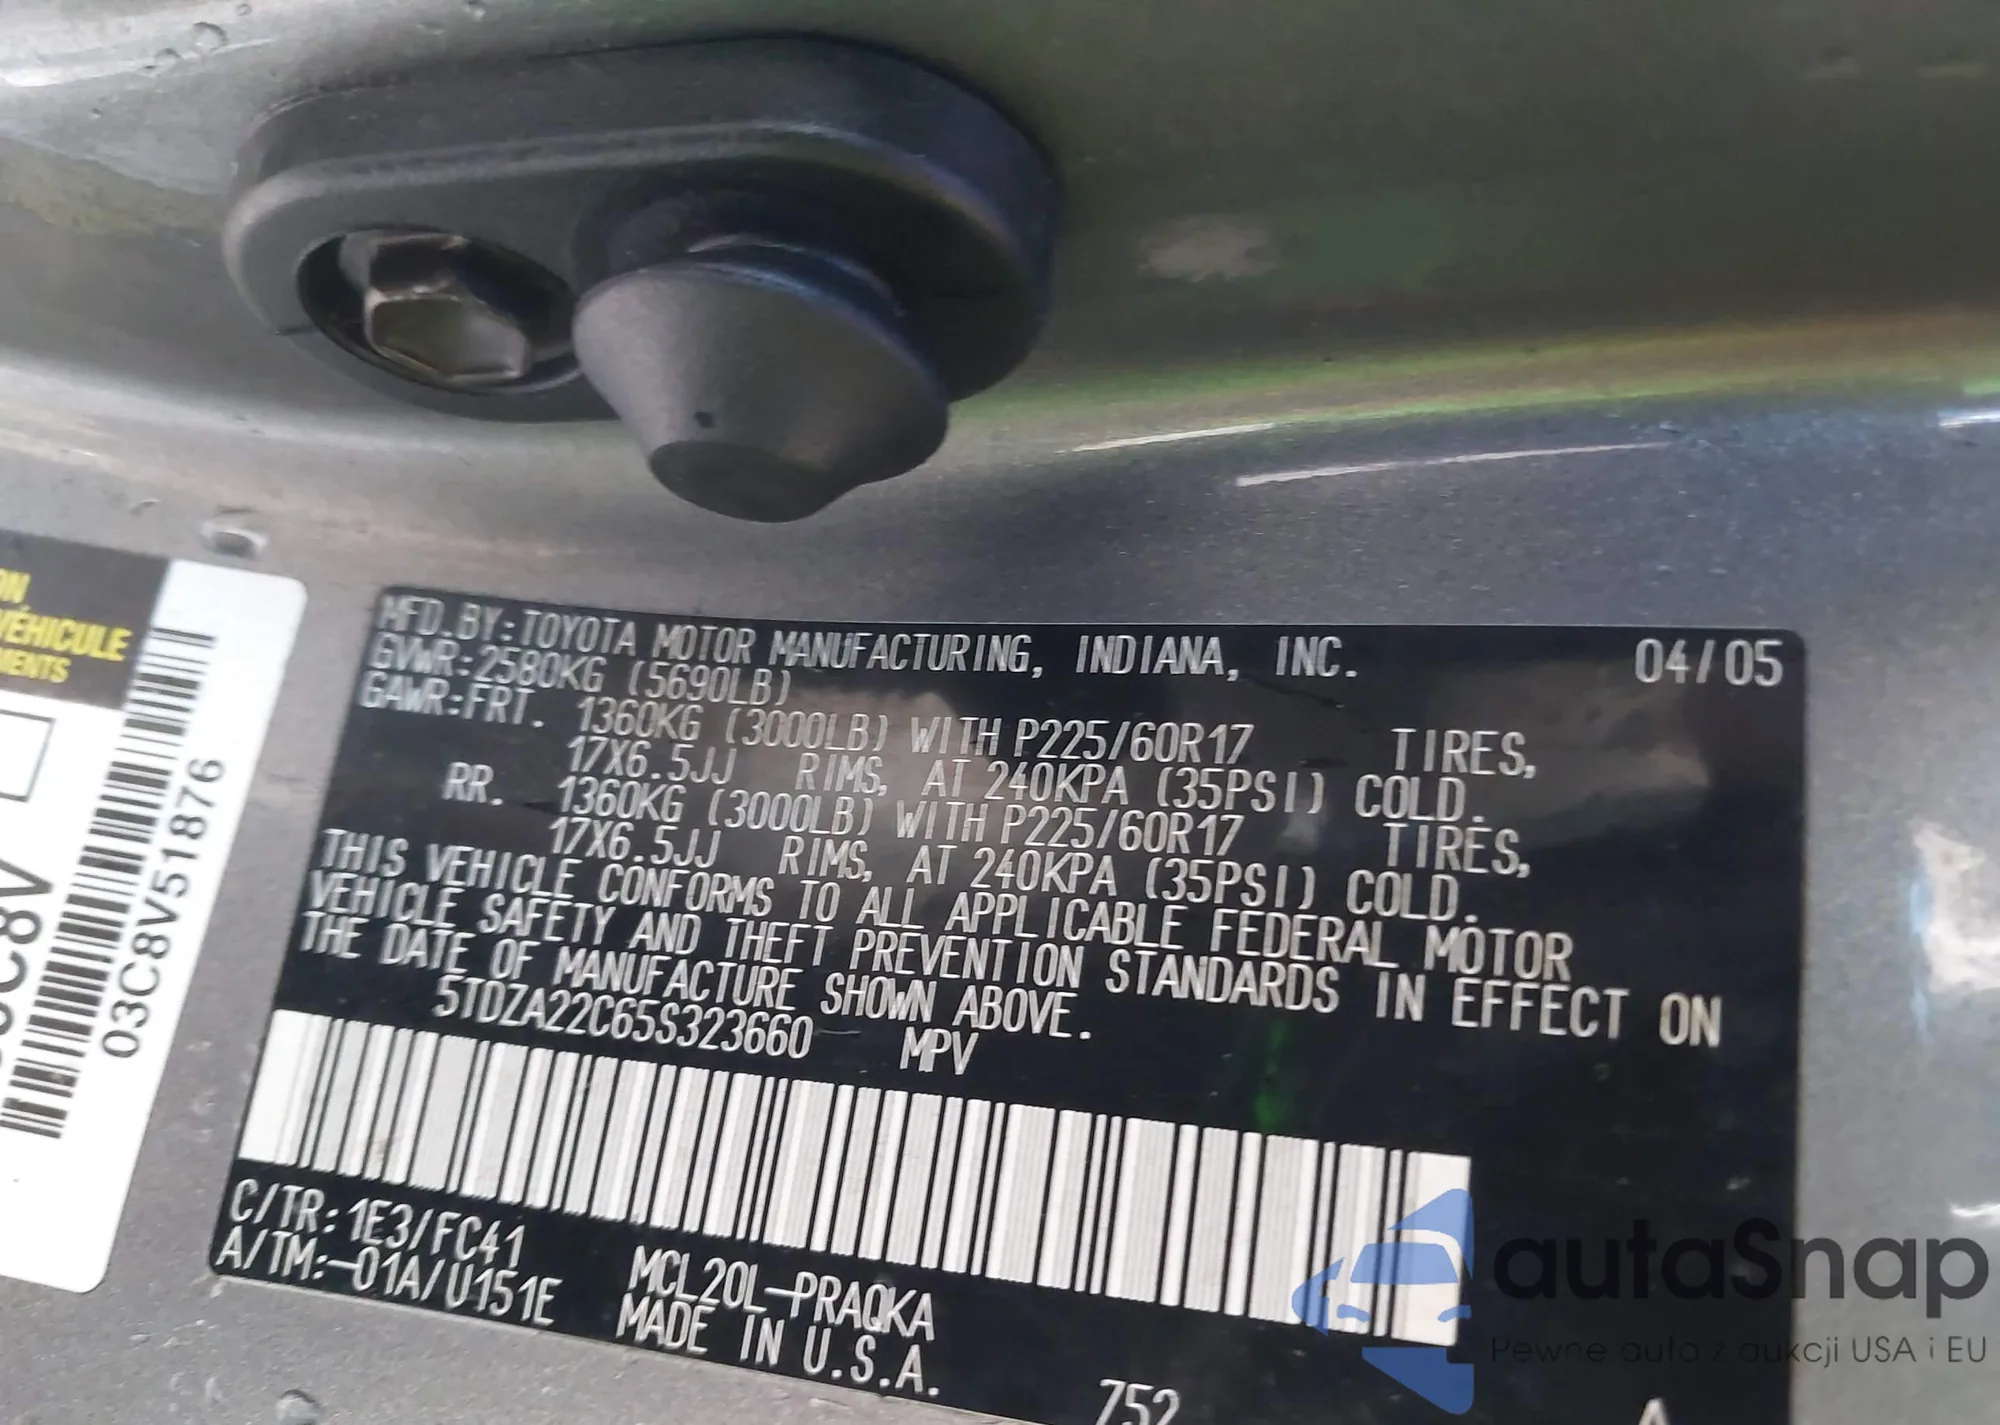 ON
VÉHICULE
MENTS
03C8V51876
MFD.BY:TOYOTA MOTOR MANUFACTURING, INDIANA, INC. 04/05
GVWR:2580KG (5690LB)
GAWR:FRT. 1360KG (3000LB) WITH P225/60R17 TIRES,
17X6.5JJ RIMS, AT 240KPA (35PSI) COLD.
RR. 1360KG (3000LB) WITH P225/60R17 TIRES,
17X6.5JJ RIMS, AT 240KPA (35PSI) COLD.
THIS VEHICLE CONFORMS TO ALL APPLICABLE FEDERAL MOTOR
VEHICLE SAFETY AND THEFT PREVENTION STANDARDS IN EFFECT ON
THE DATE OF MANUFACTURE SHOWN ABOVE.
5TDZA22C65S323660 MPV
C/TR:1E3/FC41
A/TM:-01A/U151E
MCL20L-PRAQKA
MADE IN U.S.A.
752
A
autaSnap
Pewne auta z aukcji USA i EU